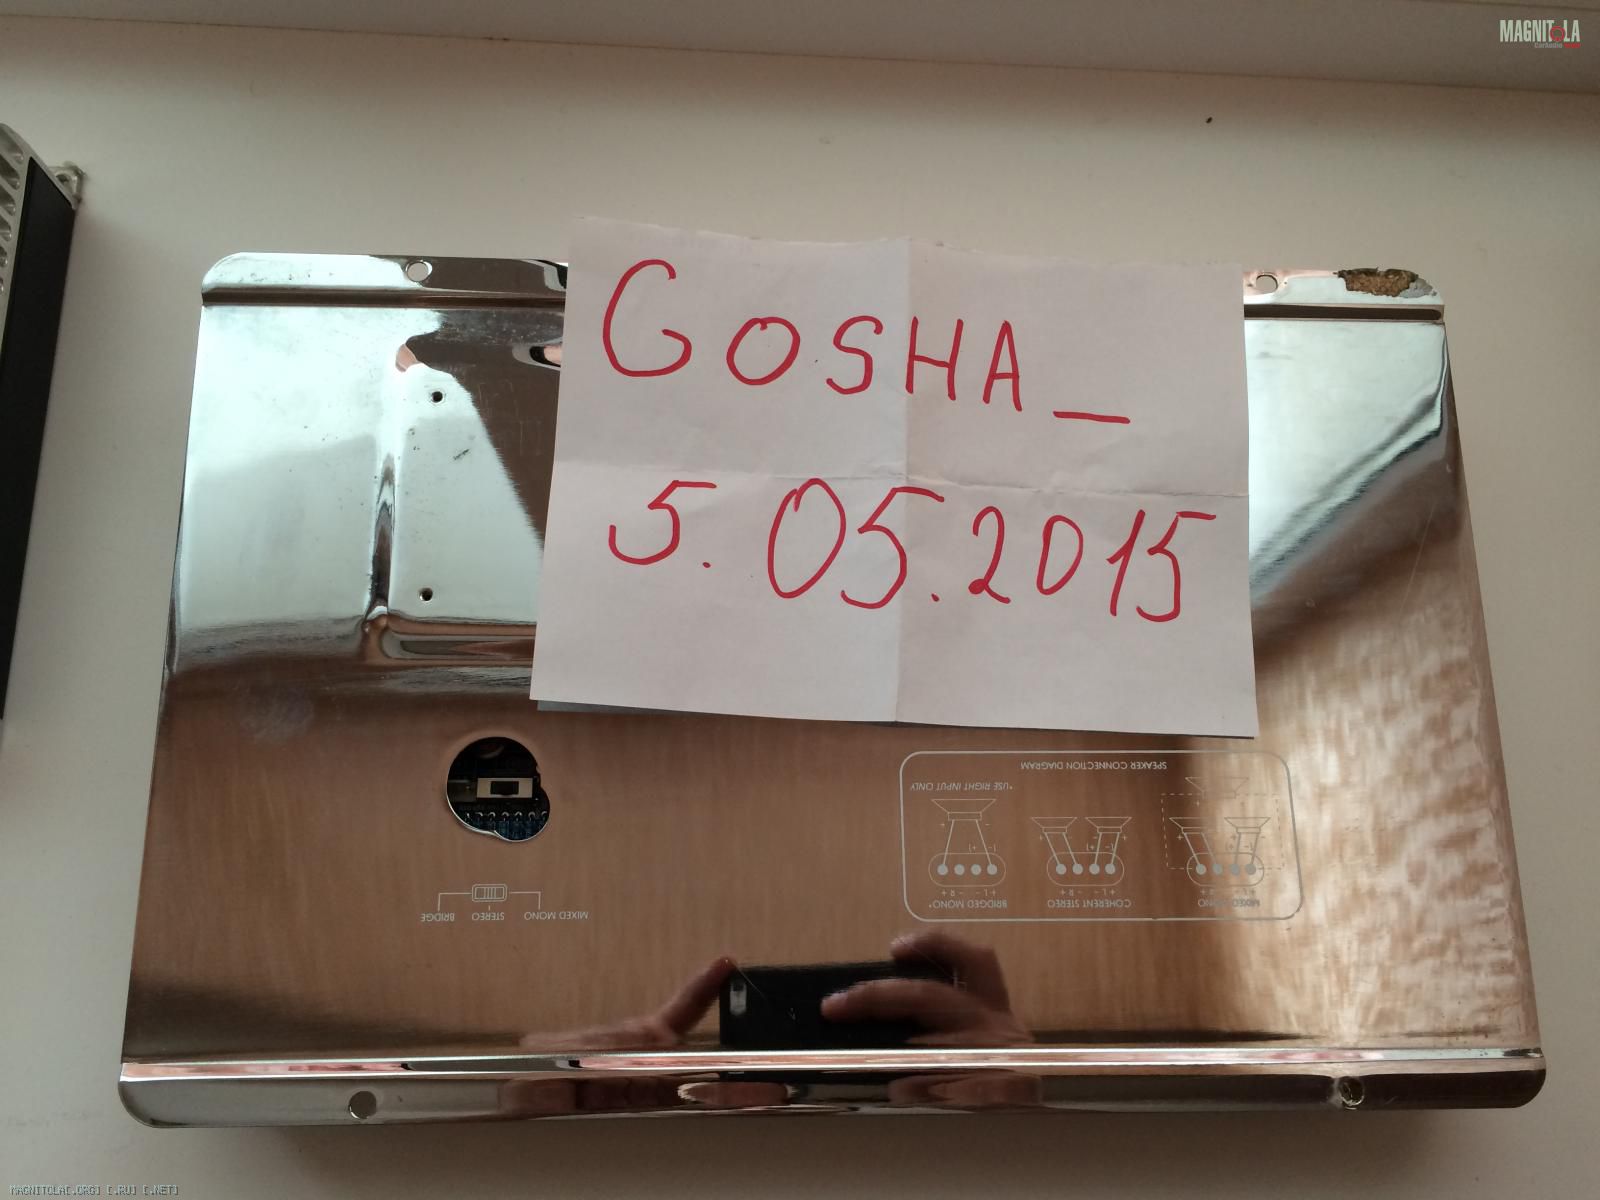 MAGNITOLA
GOSHA_
5.05.2015
SPEAKER CONNECTION DIAGRAM
*USE RIGHT INPUT ONLY
+ L - - R +
+ L - - R +
BRIDGED MONO*
COHERENT STEREO
MIXED MONO
BRIDGE
STEREO
MIXED MONO
MAGNITOLA[.ORG] [.RU] [.NET]